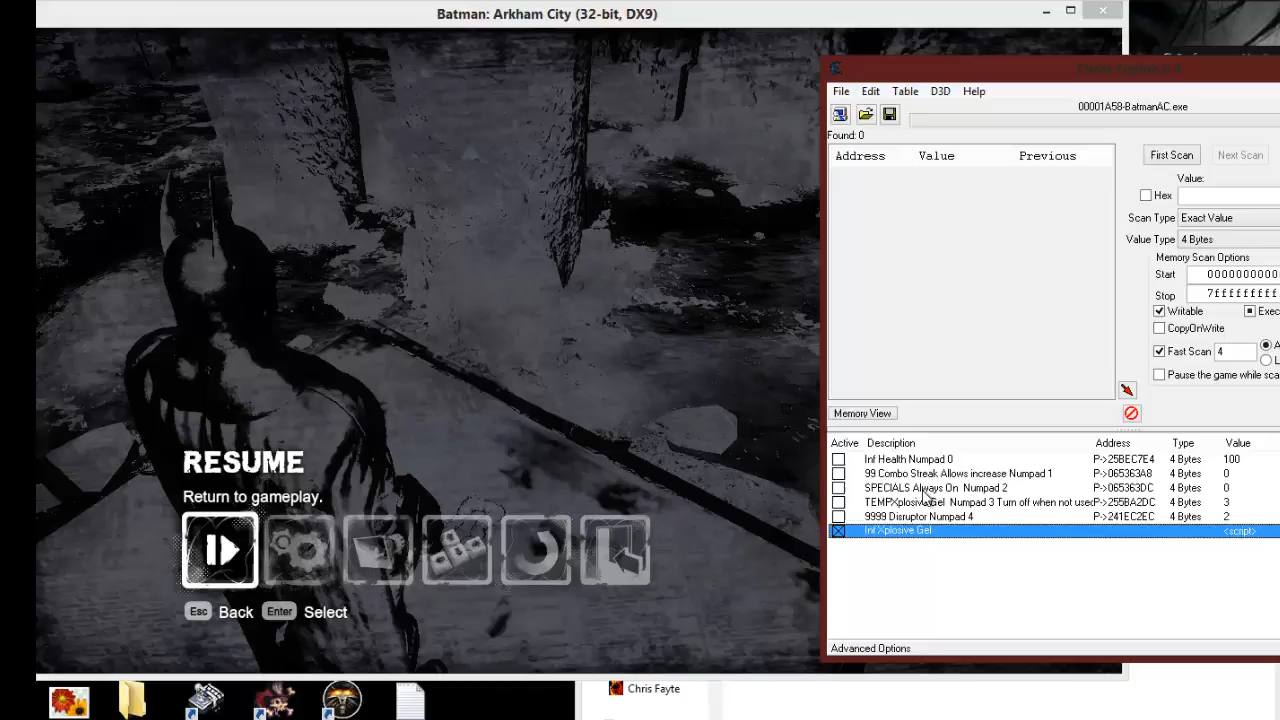 Batman: Arkham City (32-bit, DX9)
File Edit Table D3D Help
00001A58-BatmanAC.exe
Found: 0
Address Value Previous
First Scan Next Scan
Value:
Hex
Scan Type Exact Value
Value Type 4 Bytes
Memory Scan Options
Start 0000000000
Stop 7fffffffff
Writable Exec
CopyOnWrite
Fast Scan 4
Pause the game while sca
Memory View
Active Description Address Type Value
Inf Health Numpad 0 P->25BEC7E4 4 Bytes 100
99 Combo Streak Allows increase Numpad 1 P->065363A8 4 Bytes 0
SPECIALS Always On Numpad 2 P->065363DC 4 Bytes 0
TEMPXplosive Gel Numpad 3 Turn off when not used P->255BA2DC 4 Bytes 3
9999 Disruptor Numpad 4 P->241EC2EC 4 Bytes 2
Inf Xplosive Gel <script>
Advanced Options
RESUME
Return to gameplay.
Esc Back Enter Select
Chris Fayte